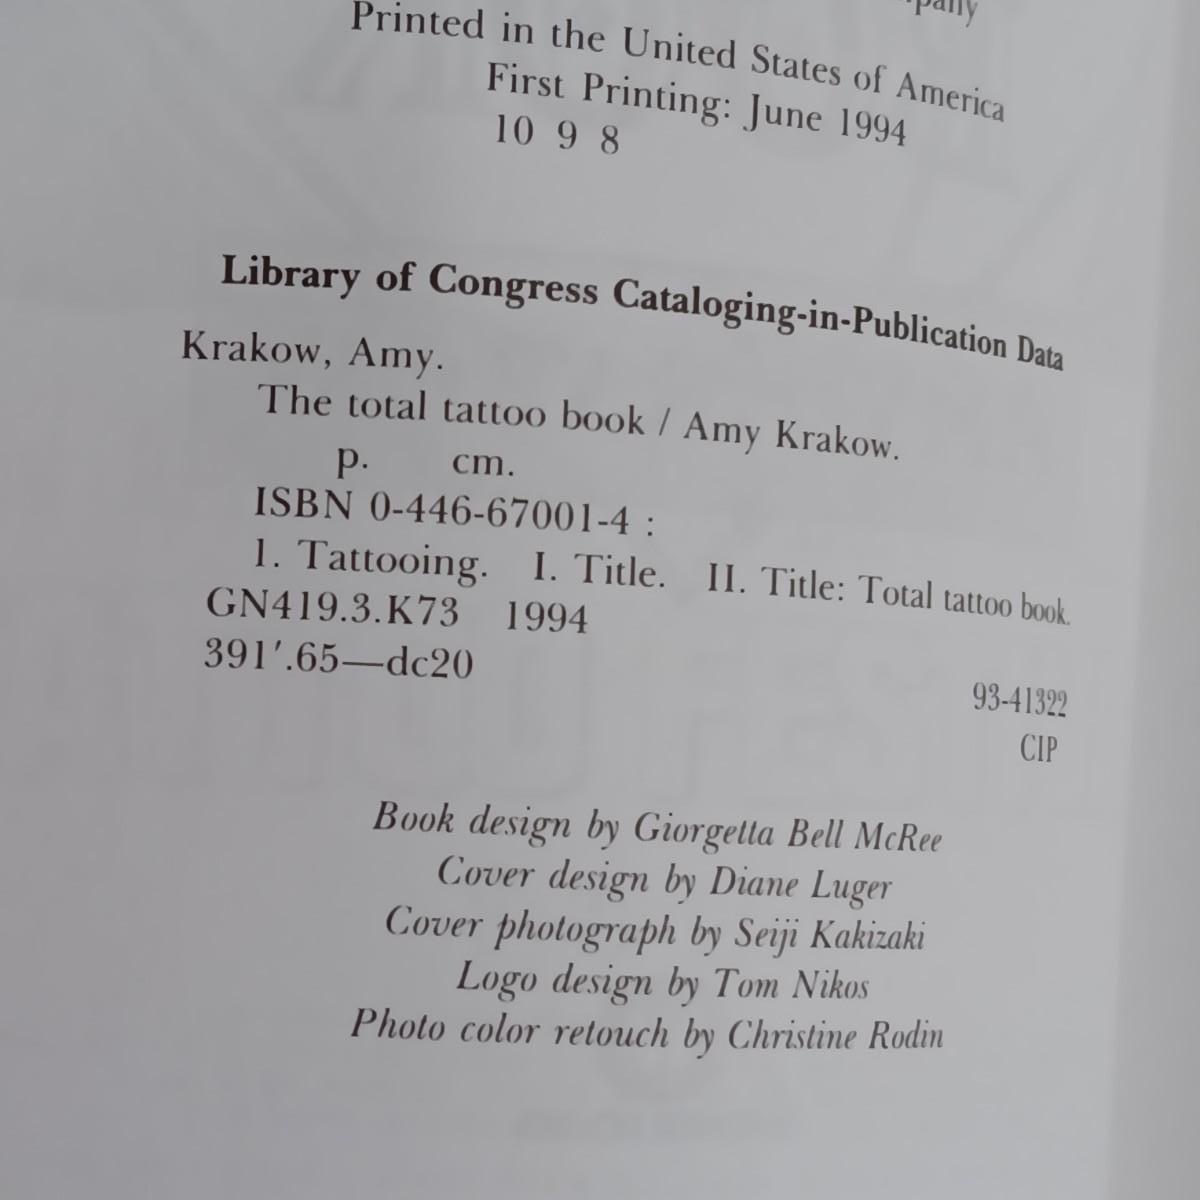 Printed in the United States of America
First Printing: June 1994
10 9 8
Library of Congress Cataloging-in-Publication Data
Krakow, Amy.
The total tattoo book / Amy Krakow.
p. cm.
ISBN 0-446-67001-4 :
1. Tattooing. I. Title. II. Title: Total tattoo book.
GN419.3.K73 1994
391'.65—dc20
93-41322
CIP
Book design by Giorgetta Bell McRee
Cover design by Diane Luger
Cover photograph by Seiji Kakizaki
Logo design by Tom Nikos
Photo color retouch by Christine Rodin